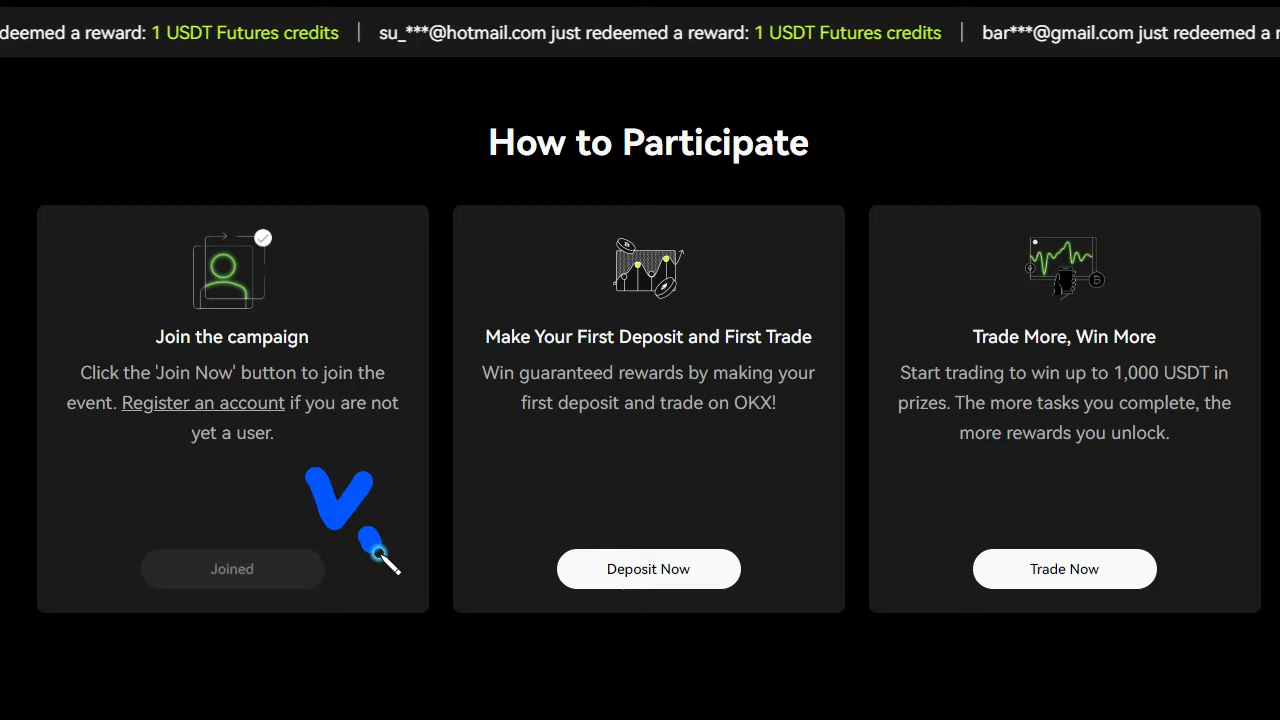 deemed a reward: 1 USDT Futures credits | su_***@hotmail.com just redeemed a reward: 1 USDT Futures credits | bar***@gmail.com just redeemed a
How to Participate
Join the campaign
Click the 'Join Now' button to join the
event. Register an account if you are not
yet a user.
Joined
Make Your First Deposit and First Trade
Win guaranteed rewards by making your
first deposit and trade on OKX!
Deposit Now
Trade More, Win More
Start trading to win up to 1,000 USDT in
prizes. The more tasks you complete, the
more rewards you unlock.
Trade Now